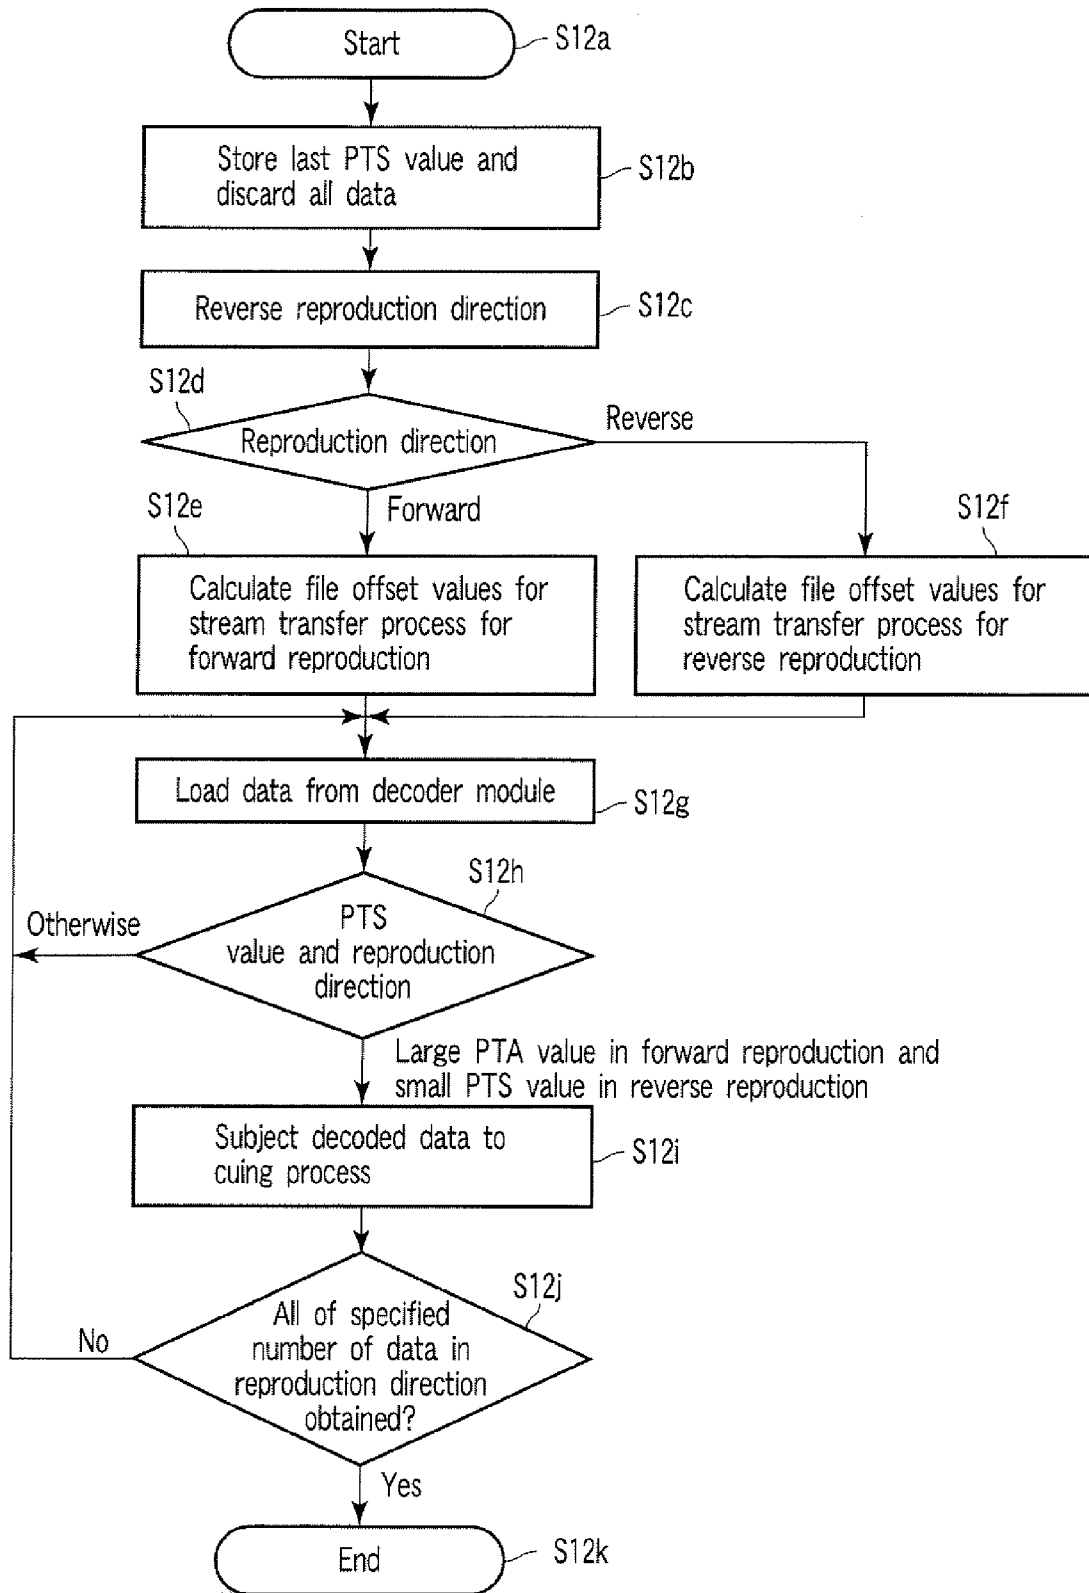 Start
S12a
Store last PTS value and
discard all data
S12b
Reverse reproduction direction
S12c
S12d
Reproduction direction
Reverse
S12e
Forward
S12f
Calculate file offset values for
stream transfer process for
forward reproduction
Calculate file offset values for
stream transfer process for
reverse reproduction
Load data from decoder module
S12g
S12h
Otherwise
PTS
value and reproduction
direction
Large PTA value in forward reproduction and
small PTS value in reverse reproduction
Subject decoded data to
cuing process
S12i
S12j
All of specified
number of data in
reproduction direction
obtained?
No
Yes
End
S12k